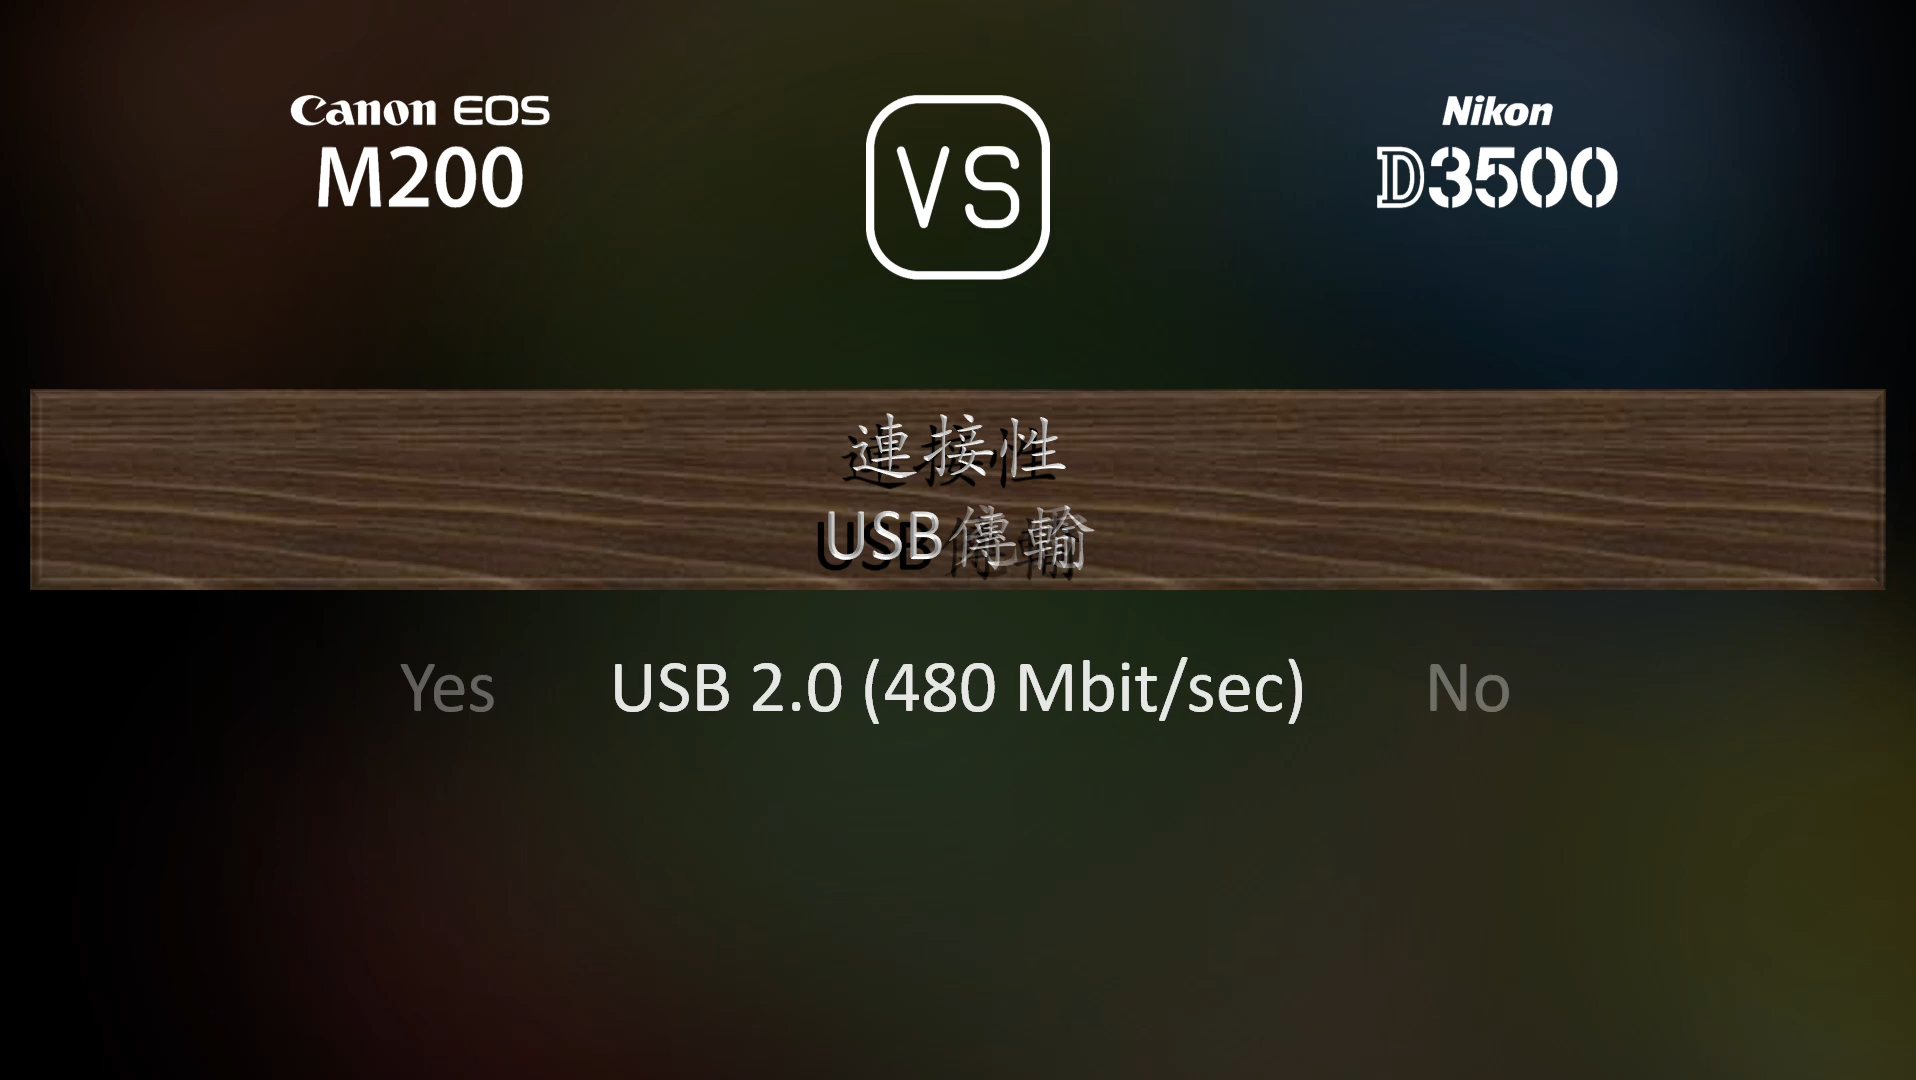 Canon EOS
M200
VS
Nikon
D3500
連接性
USB傳輸
Yes
USB 2.0 (480 Mbit/sec)
No